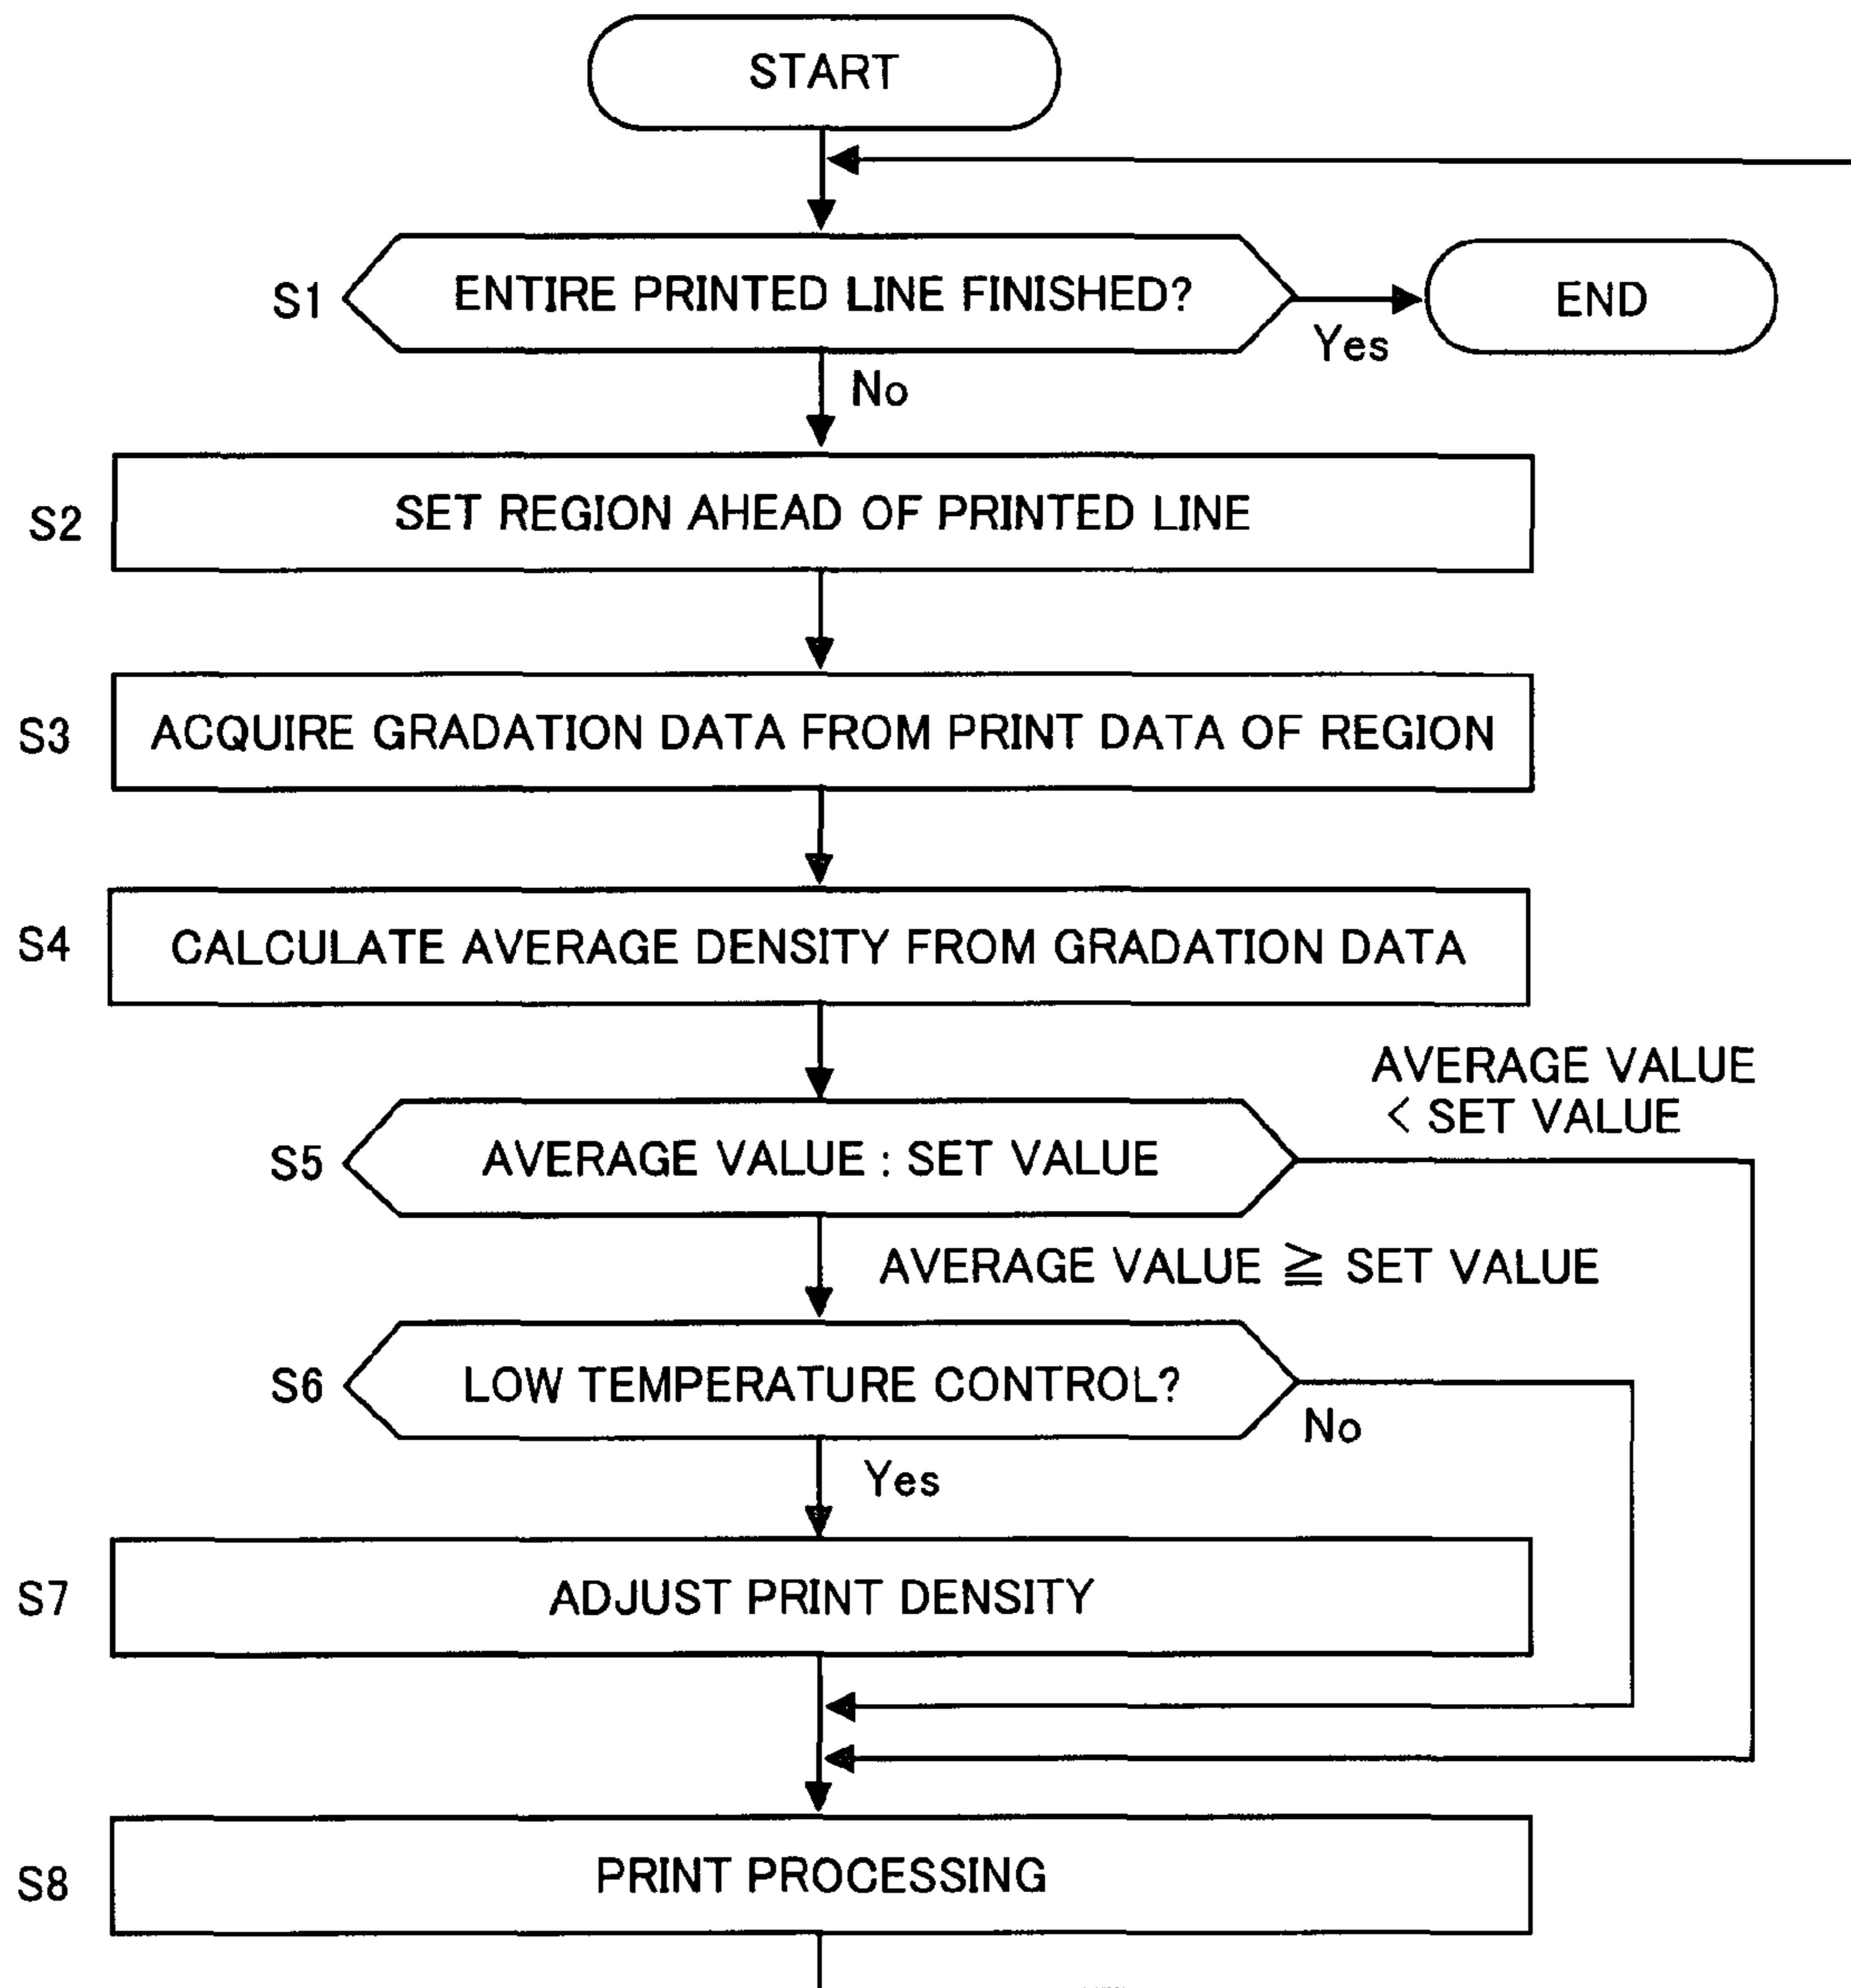 START
S1
ENTIRE PRINTED LINE FINISHED?
Yes
END
No
S2
SET REGION AHEAD OF PRINTED LINE
S3
ACQUIRE GRADATION DATA FROM PRINT DATA OF REGION
S4
CALCULATE AVERAGE DENSITY FROM GRADATION DATA
AVERAGE VALUE
< SET VALUE
S5
AVERAGE VALUE : SET VALUE
AVERAGE VALUE ≧ SET VALUE
S6
LOW TEMPERATURE CONTROL?
No
Yes
S7
ADJUST PRINT DENSITY
S8
PRINT PROCESSING